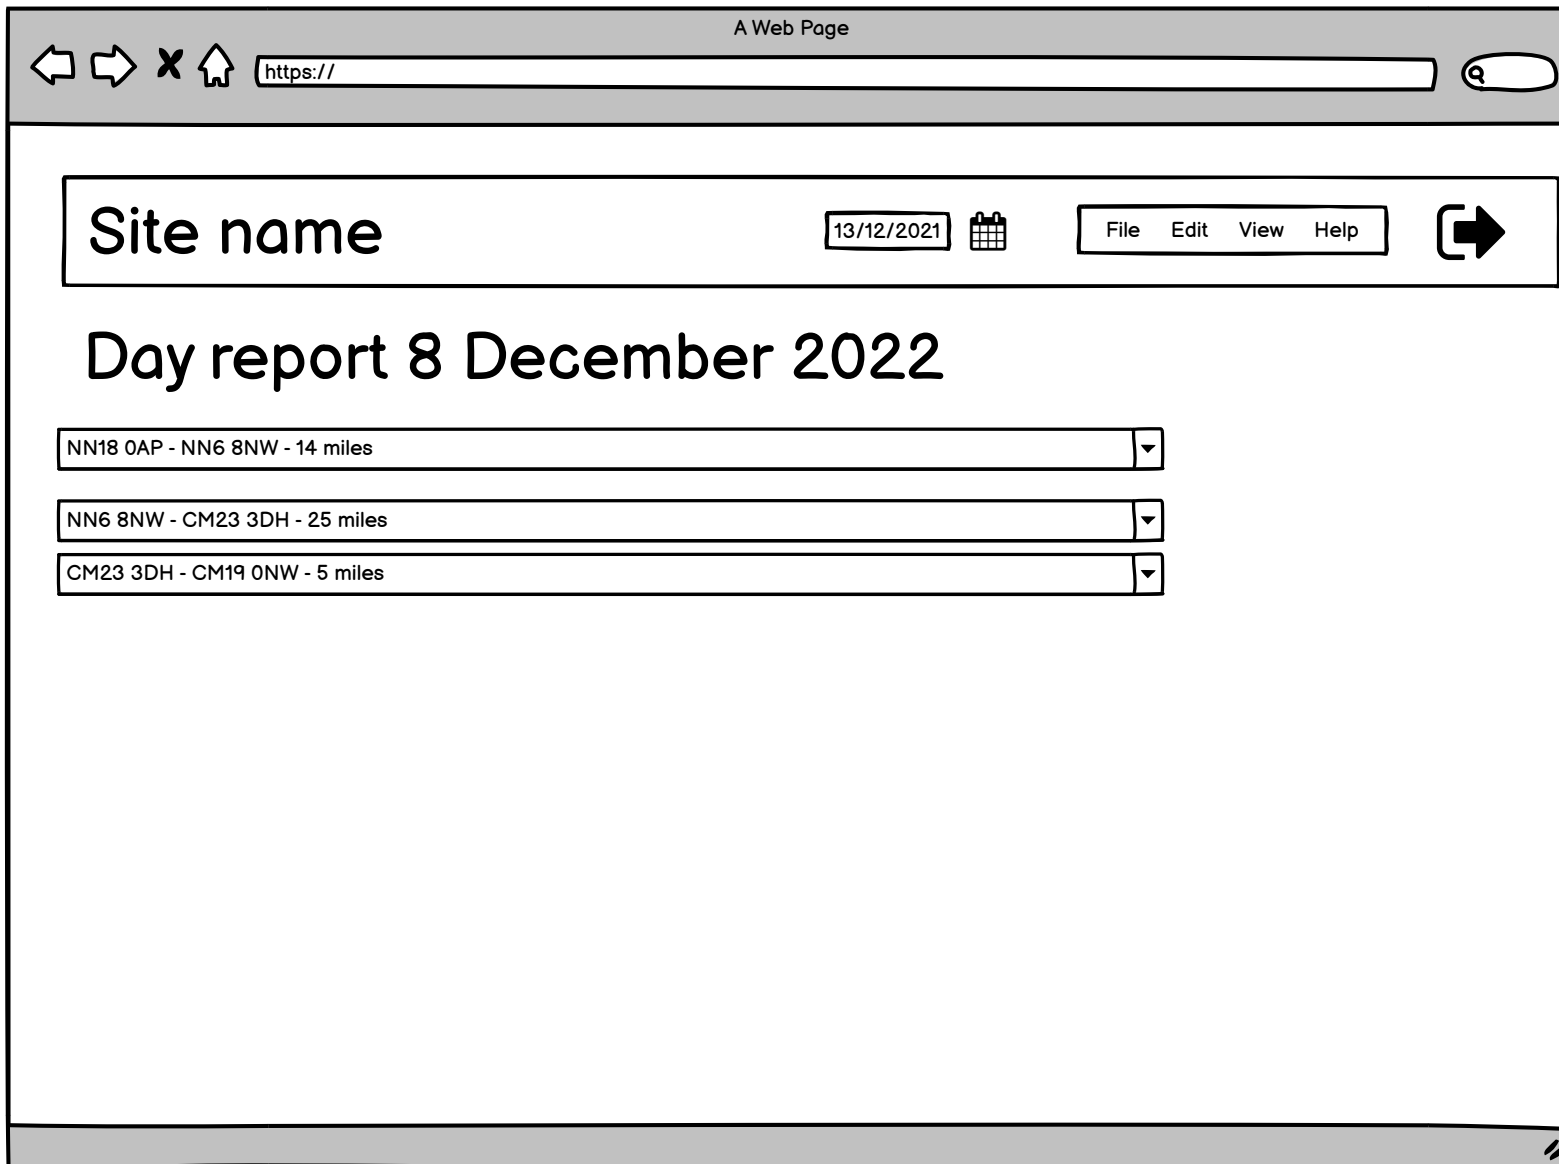 A Web Page
https://
Site name
13/12/2021
File Edit View Help
Day report 8 December 2022
NN18 0AP - NN6 8NW - 14 miles
NN6 8NW - CM23 3DH - 25 miles
CM23 3DH - CM19 0NW - 5 miles